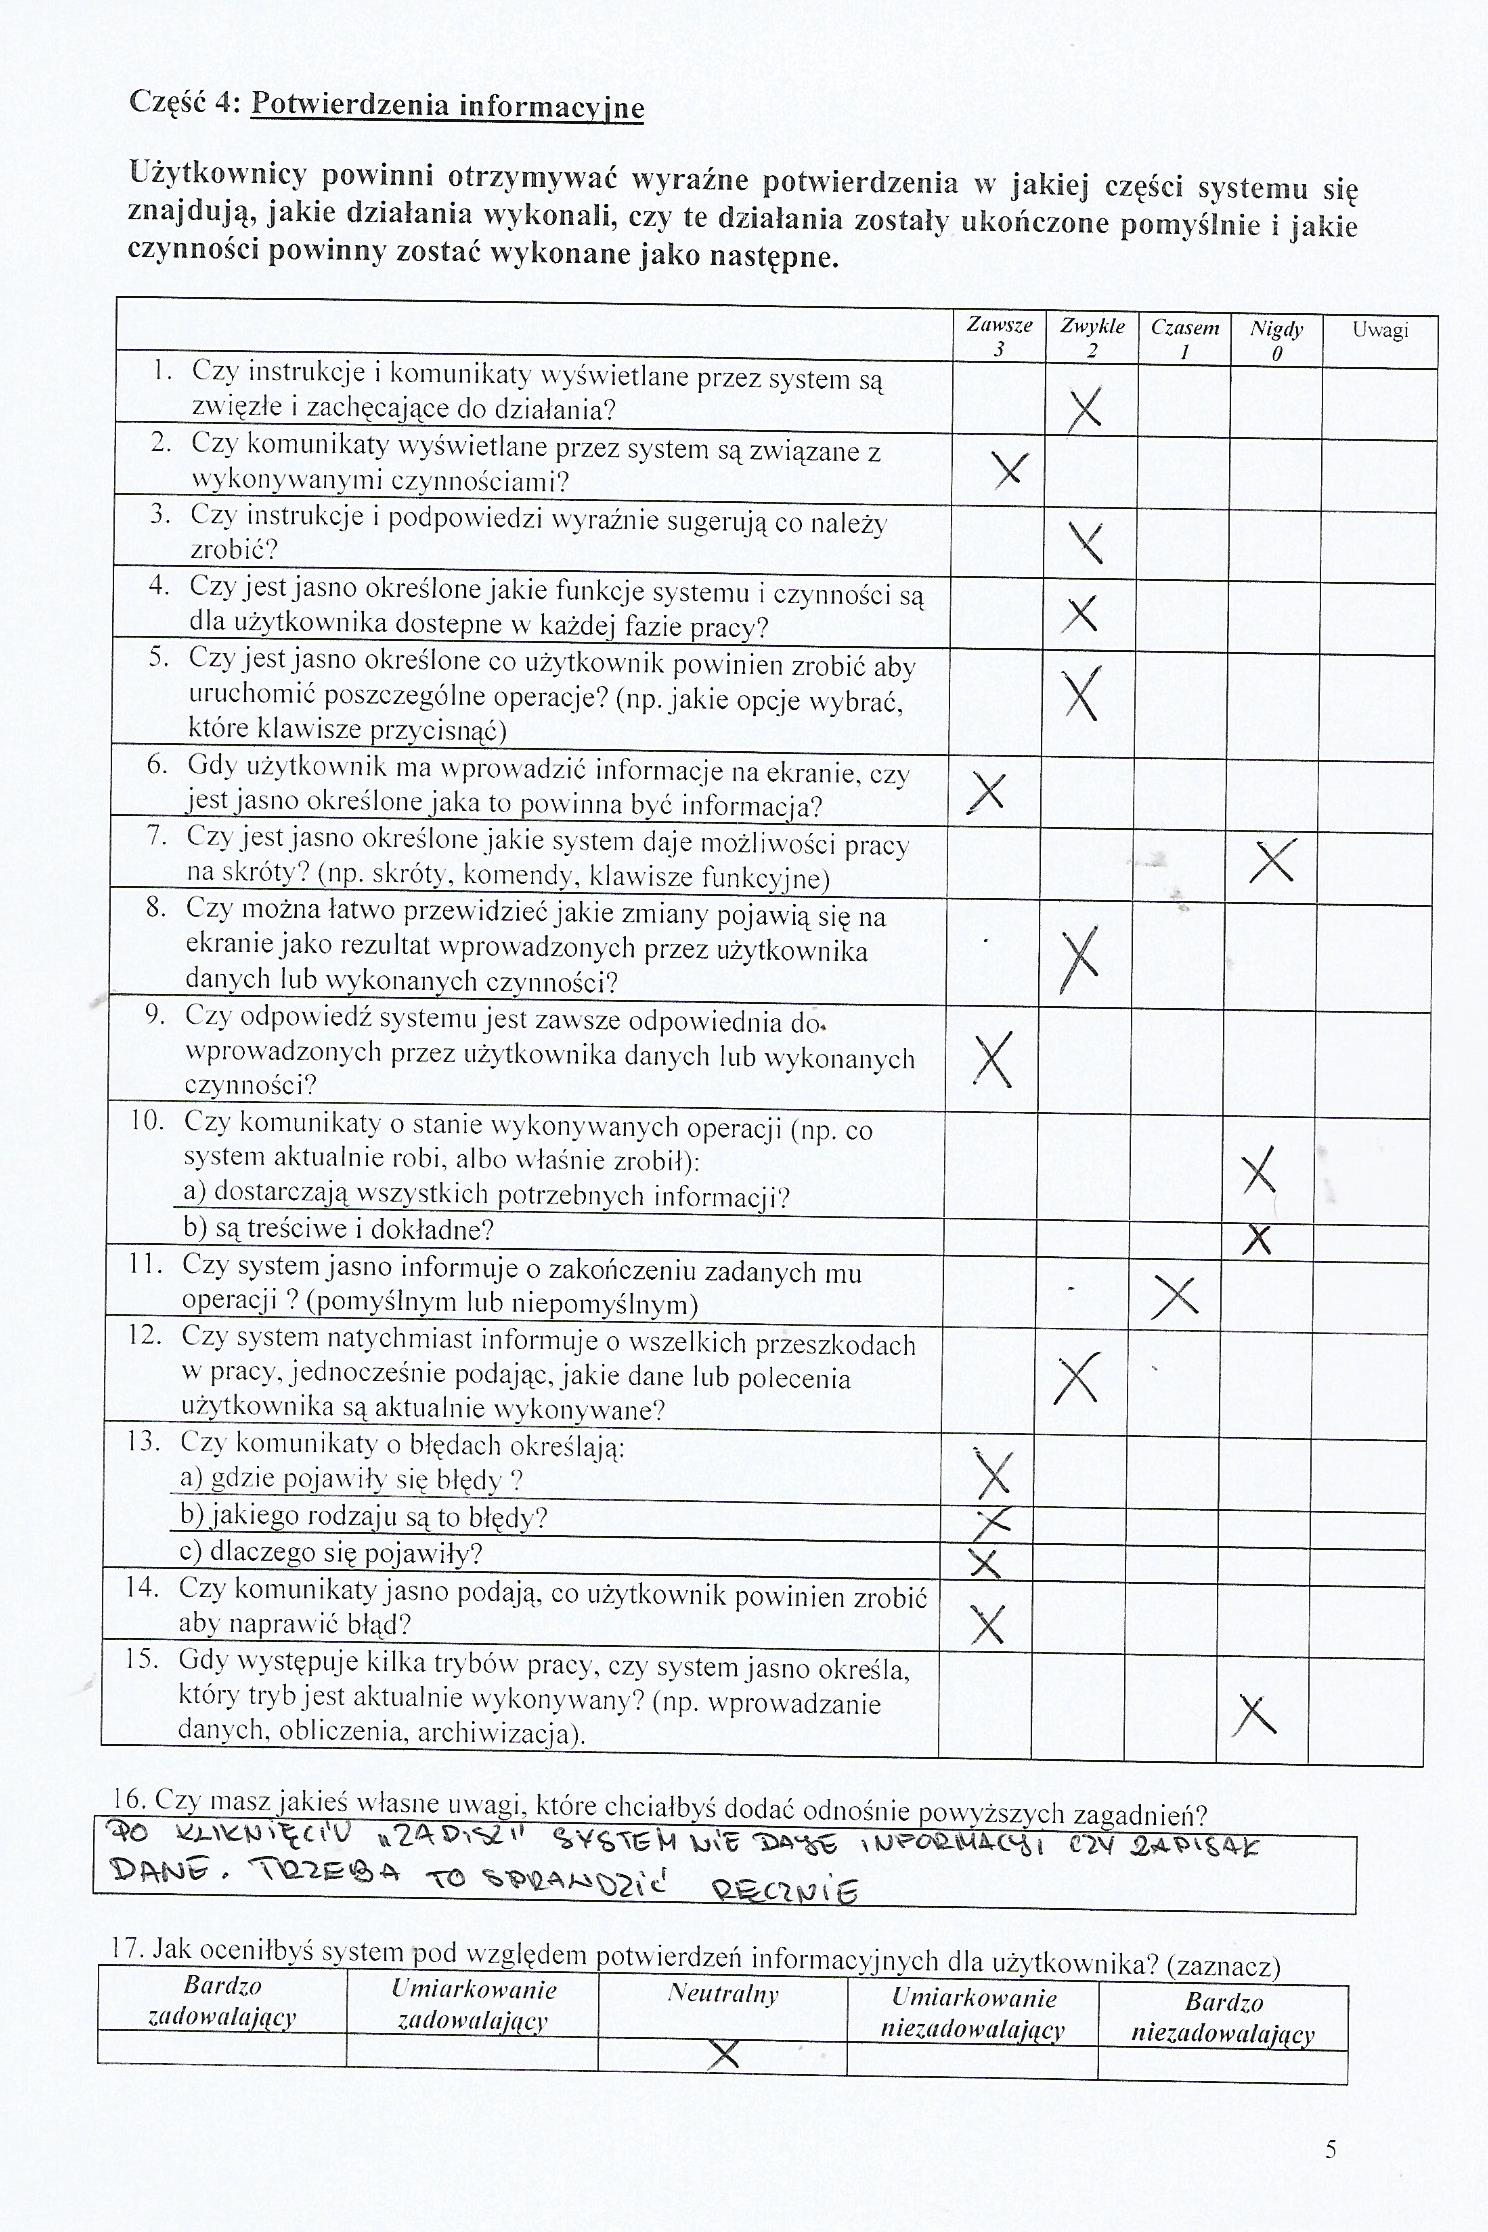 Część 4: Potwierdzenia informacyjne
Użytkownicy powinni otrzymywać wyraźne potwierdzenia w jakiej części systemu się
znajdują, jakie działania wykonali, czy te działania zostały ukończone pomyślnie i jakie
czynności powinny zostać wykonane jako następne.
Zawsze Zwykle Czasem Nigdy Uwagi
3 2 1 0
1. Czy instrukcje i komunikaty wyświetlane przez system są
zwięzłe i zachęcające do działania? X
2. Czy komunikaty wyświetlane przez system są związane z
wykonywanymi czynnościami? X
3. Czy instrukcje i podpowiedzi wyraźnie sugerują co należy
zrobić? X
4. Czy jest jasno określone jakie funkcje systemu i czynności są
dla użytkownika dostepne w każdej fazie pracy? X
5. Czy jest jasno określone co użytkownik powinien zrobić aby
uruchomić poszczególne operacje? (np. jakie opcje wybrać, X
które klawisze przycisnąć)
6. Gdy użytkownik ma wprowadzić informacje na ekranie, czy
jest jasno określone jaka to powinna być informacja? X
7. Czy jest jasno określone jakie system daje możliwości pracy
na skróty? (np. skróty, komendy, klawisze funkcyjne) X
8. Czy można łatwo przewidzieć jakie zmiany pojawią się na
ekranie jako rezultat wprowadzonych przez użytkownika X
danych lub wykonanych czynności?
9. Czy odpowiedź systemu jest zawsze odpowiednia do
wprowadzonych przez użytkownika danych lub wykonanych X
czynności?
10. Czy komunikaty o stanie wykonywanych operacji (np. co
system aktualnie robi, albo właśnie zrobił):
a) dostarczają wszystkich potrzebnych informacji? X
b) są treściwe i dokładne? X
11. Czy system jasno informuje o zakończeniu zadanych mu
operacji ? (pomyślnym lub niepomyślnym) X
12. Czy system natychmiast informuje o wszelkich przeszkodach
w pracy, jednocześnie podając, jakie dane lub polecenia X
użytkownika są aktualnie wykonywane?
13. Czy komunikaty o błędach określają:
a) gdzie pojawiły się błędy ? X
b) jakiego rodzaju są to błędy? X
c) dlaczego się pojawiły? X
14. Czy komunikaty jasno podają, co użytkownik powinien zrobić
aby naprawić błąd? X
15. Gdy występuje kilka trybów pracy, czy system jasno określa,
który tryb jest aktualnie wykonywany? (np. wprowadzanie X
danych, obliczenia, archiwizacja).
16. Czy masz jakieś własne uwagi, które chciałbyś dodać odnośnie powyższych zagadnień?
PO KLIKNIĘCIU „ZAPISZ" SYSTEM NIE DAJE INFORMACJI CZY ZAPISAŁ
DANE. TRZEBA TO SPRAWDZIĆ RĘCZNIE
17. Jak oceniłbyś system pod względem potwierdzeń informacyjnych dla użytkownika? (zaznacz)
Bardzo Umiarkowanie Neutralny Umiarkowanie Bardzo
zadowalający zadowalający niezadowalający niezadowalający
X
5